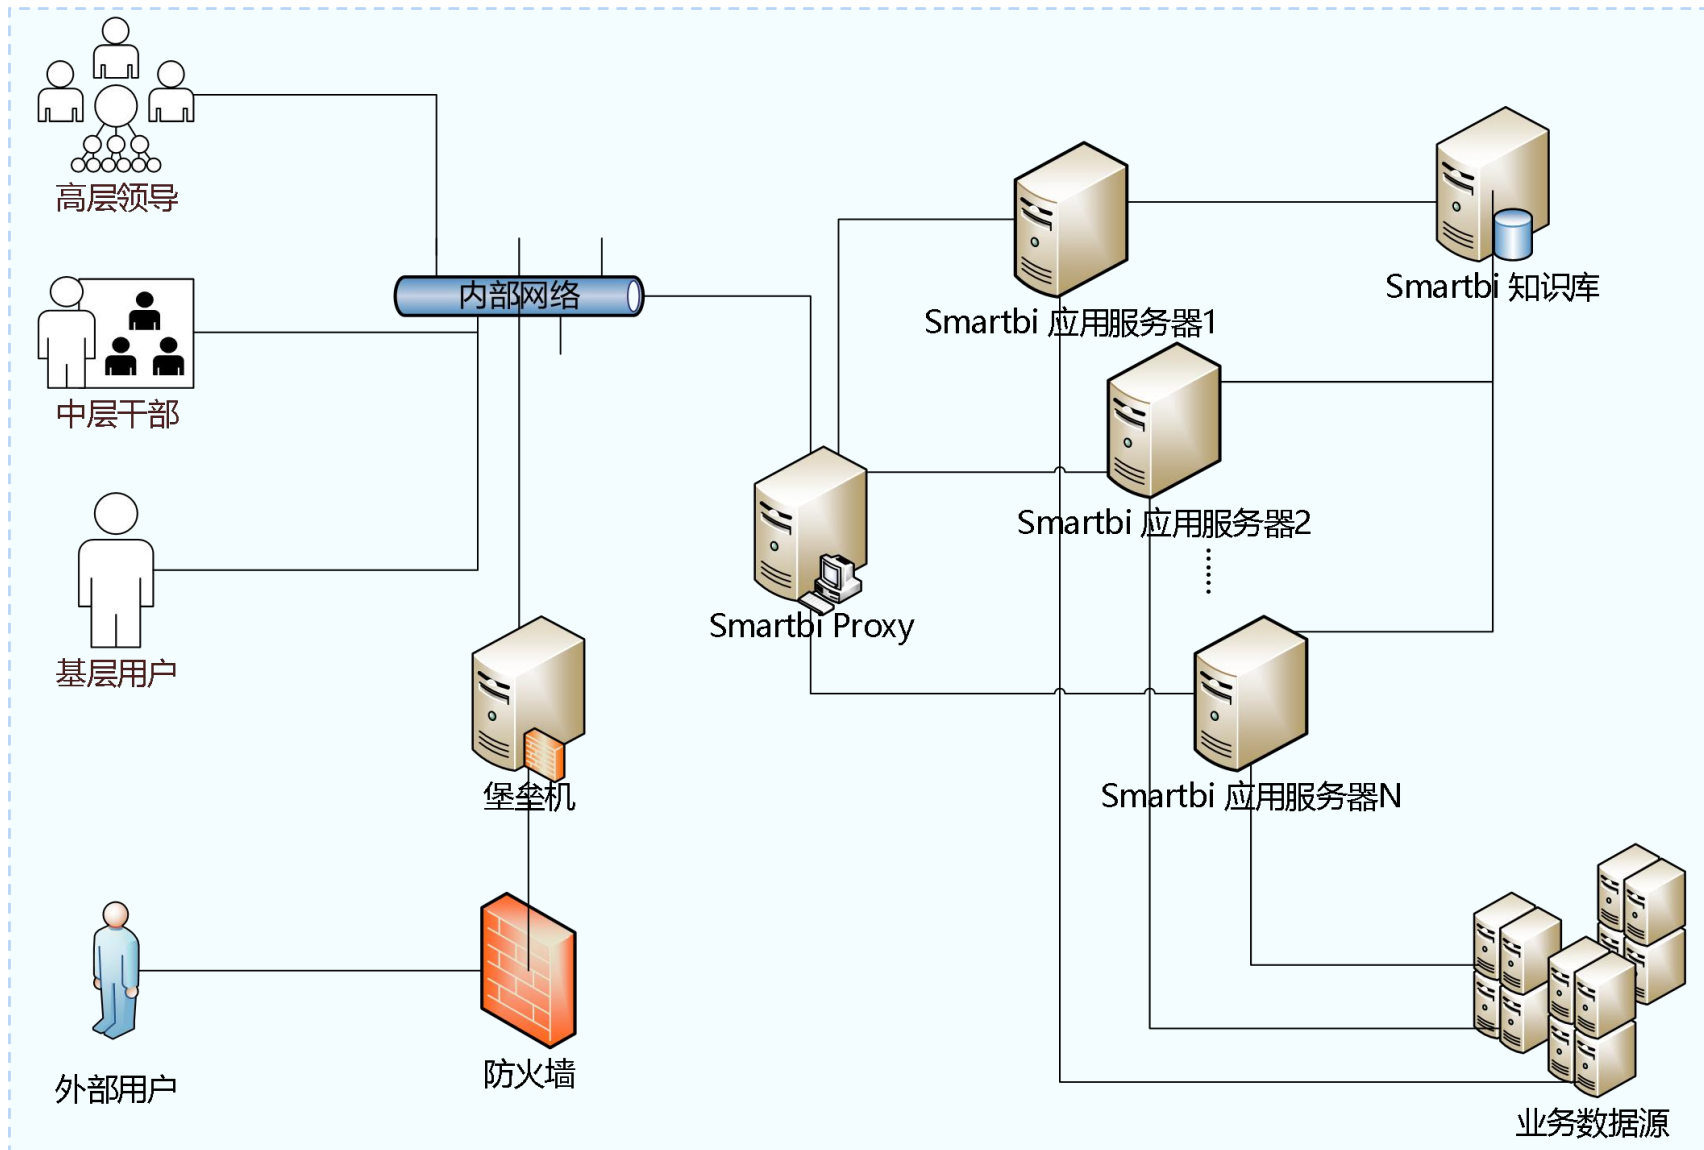 高层领导
内部网络
Smartbi 知识库
Smartbi 应用服务器1
中层干部
Smartbi 应用服务器2
Smartbi Proxy
基层用户
堡垒机
Smartbi 应用服务器N
防火墙
外部用户
业务数据源